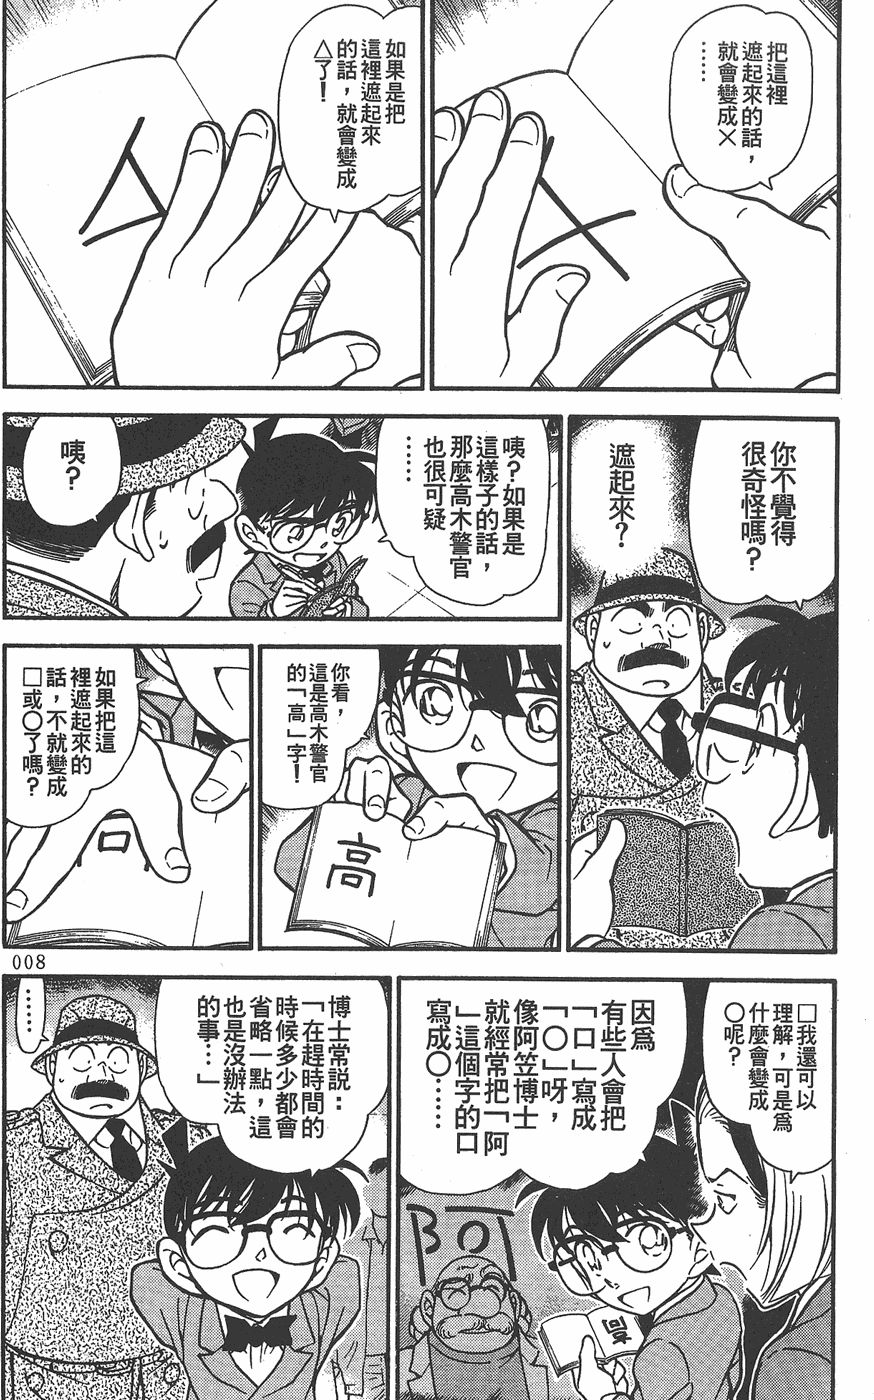 把這裡
遮起來的話，
就會變成×
……
如果是把
這裡遮起來
的話，就會變成
△了！
你不覺得
很奇怪嗎？
遮起來？
咦？如果是
這樣子的話，
那麼高木警官
也很可疑
……
咦？
你看，
這是高木警官
的「高」字！
高
如果把這
裡遮起來的
話，不就變成
□或○了嗎？
高
008
□我還可以
理解，可是為
什麼會變成
○呢？
因為
有些人會把
「口」寫成
「○」呀，
像阿笠博士
就經常把「阿
」這個字的口
寫成○……
阿
高
博士常說：
「在趕時間的
時候多少都會
省略一點，這
也是沒辦法
的事…」
……